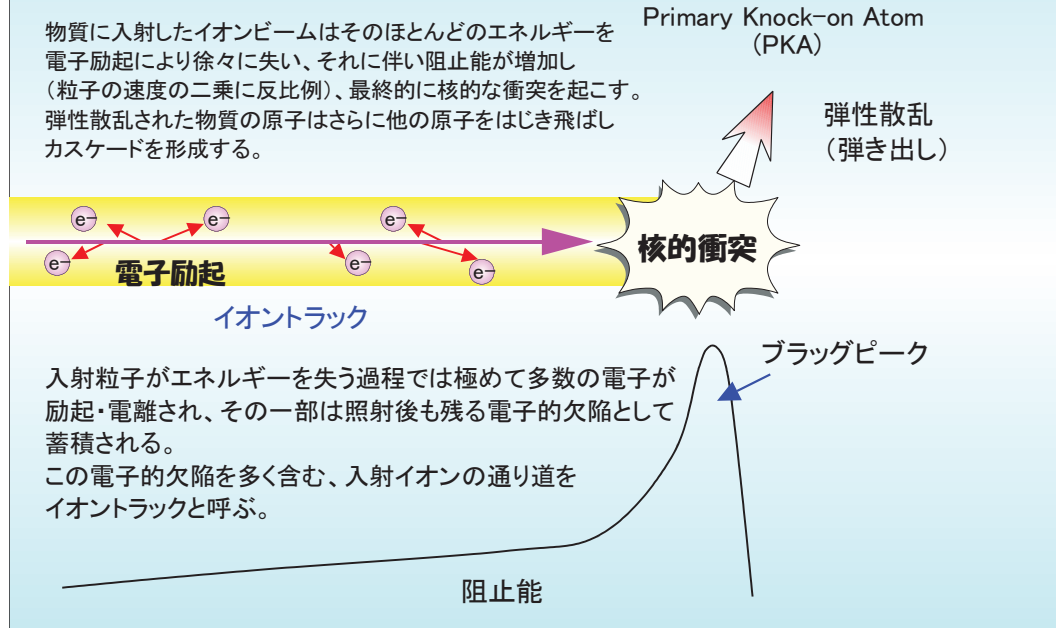 物質に入射したイオンビームはそのほとんどのエネルギーを
電子励起により徐々に失い、それに伴い阻止能が増加し
（粒子の速度の二乗に反比例）、最終的に核的な衝突を起こす。
弾性散乱された物質の原子はさらに他の原子をはじき飛ばし
カスケードを形成する。
Primary Knock-on Atom
(PKA)
弾性散乱
（弾き出し）
e-
e-
e-
e-
e-
e-
電子励起
核的衝突
イオントラック
ブラッグピーク
入射粒子がエネルギーを失う過程では極めて多数の電子が
励起・電離され、その一部は照射後も残る電子的欠陥として
蓄積される。
この電子的欠陥を多く含む、入射イオンの通り道を
イオントラックと呼ぶ。
阻止能